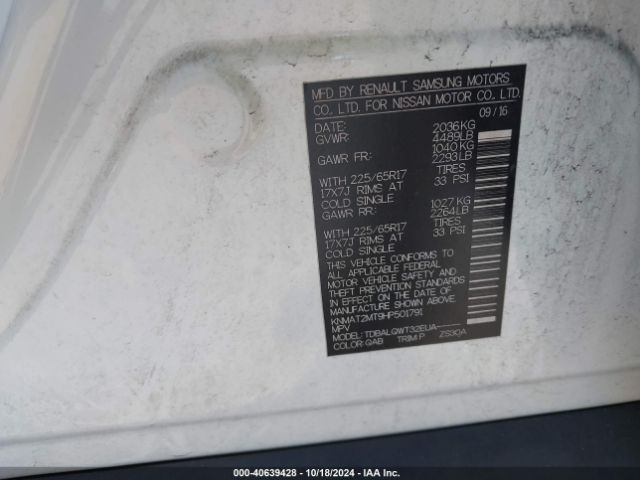 MFD BY RENAULT SAMSUNG MOTORS
CO., LTD. FOR NISSAN MOTOR CO., LTD.
DATE: 09/16
GVWR: 2036KG
4489LB
GAWR FR: 1040KG
2293LB
WITH 225/65R17 TIRES
17X7J RIMS AT 33 PSI
COLD SINGLE
GAWR RR: 1027 KG
2264LB
WITH 225/65R17 TIRES
17X7J RIMS AT 33 PSI
COLD SINGLE
THIS VEHICLE CONFORMS TO
ALL APPLICABLE FEDERAL
MOTOR VEHICLE SAFETY AND
THEFT PREVENTION STANDARDS
IN EFFECT ON THE DATE OF
MANUFACTURE SHOWN ABOVE.
KNMAT2MT9HP501791
MPV
MODEL: TDBALQWT32EUA-----
COLOR: QAB TRIM: P ZS30A
000-40639428 - 10/18/2024 - IAA Inc.